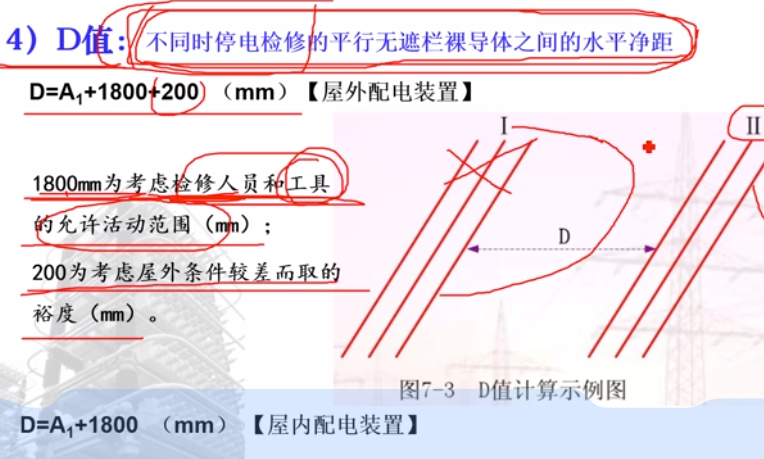 4）D值：不同时停电检修的平行无遮栏裸导体之间的水平净距
D=A1+1800+200 （mm）【屋外配电装置】
1800mm为考虑检修人员和工具
的允许活动范围（mm）；
200为考虑屋外条件较差而取的
裕度（mm）。
I
II
D
图7-3 D值计算示例图
D=A1+1800 （mm）【屋内配电装置】